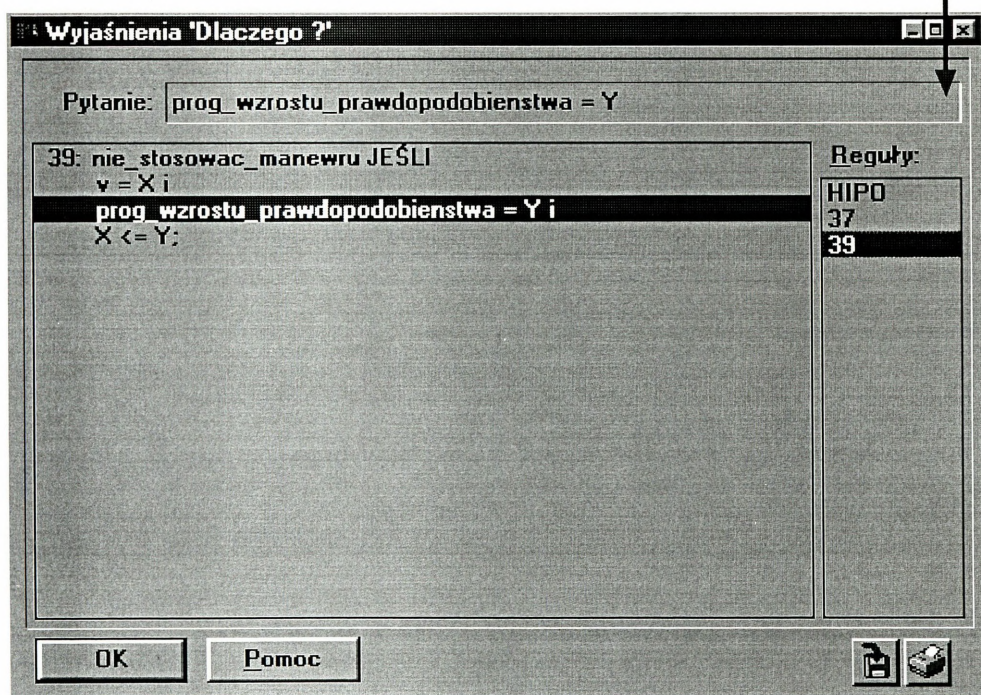 Wyjaśnienia 'Dlaczego ?'
Pytanie: prog_wzrostu_prawdopodobienstwa = Y
39: nie_stosowac_manewru JEŚLI
v = X i
prog_wzrostu_prawdopodobienstwa = Y i
X <= Y;
Reguły:
HIPO
37
39
OK
Pomoc